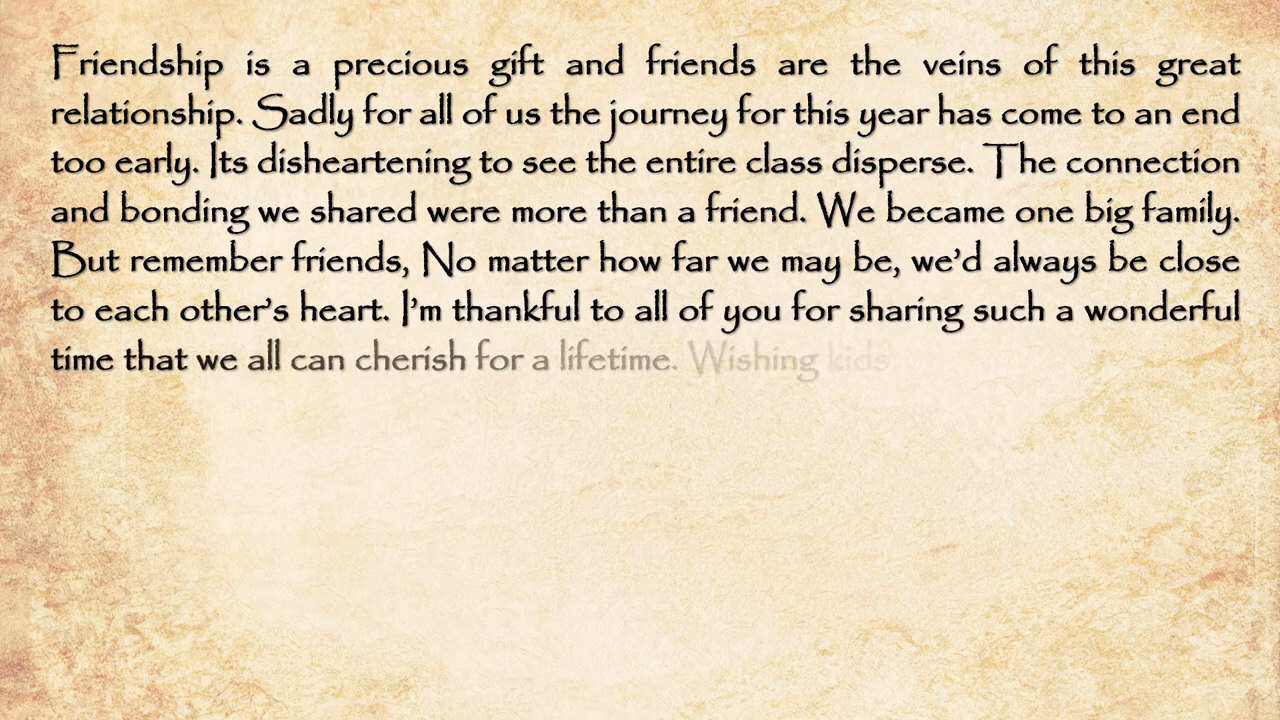 Friendship is a precious gift and friends are the veins of this great
relationship. Sadly for all of us the journey for this year has come to an end
too early. Its disheartening to see the entire class disperse. The connection
and bonding we shared were more than a friend. We became one big family.
But remember friends, No matter how far we may be, we'd always be close
to each other's heart. I'm thankful to all of you for sharing such a wonderful
time that we all can cherish for a lifetime. Wishing kids